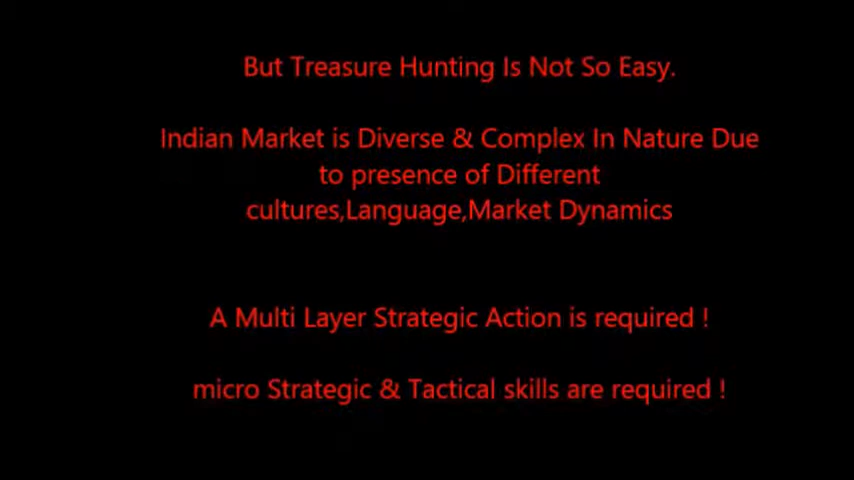 But Treasure Hunting Is Not So Easy.
Indian Market is Diverse & Complex In Nature Due
to presence of Different
cultures,Language,Market Dynamics
A Multi Layer Strategic Action is required !
micro Strategic & Tactical skills are required !